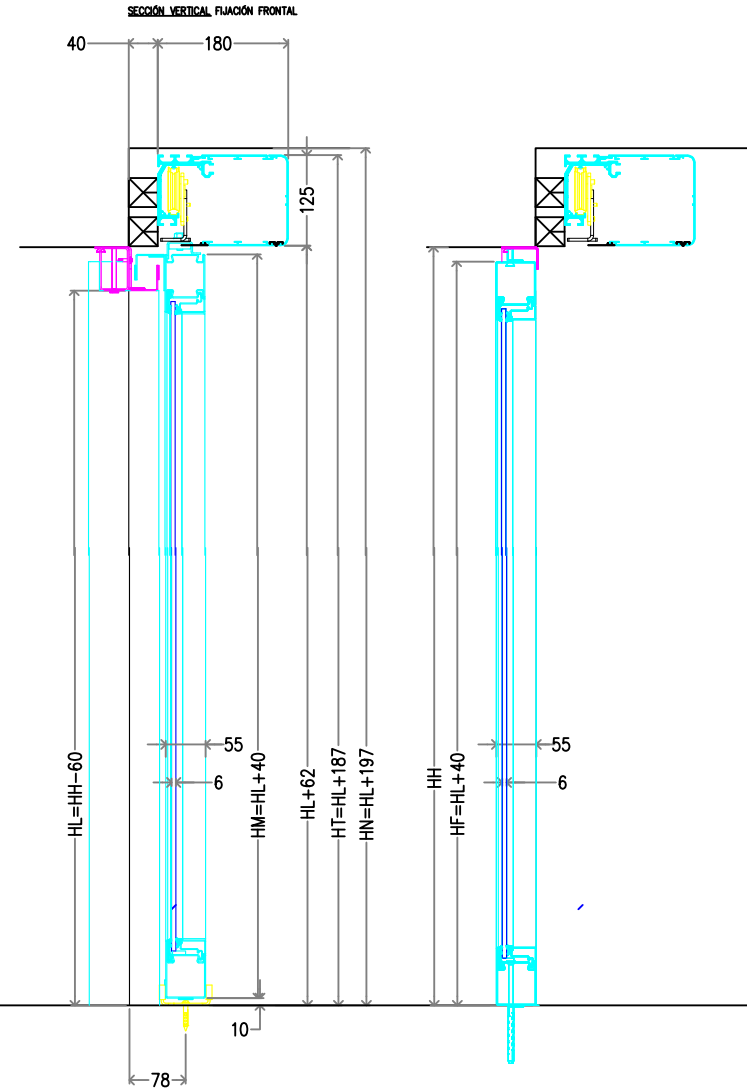 SECCIÓN VERTICAL FIJACIÓN FRONTAL
40
180
125
HL=HH-60
55
6
HM=HL+40
HL+62
HT=HL+187
HN=HL+197
10
78
HH
HF=HL+40
55
6